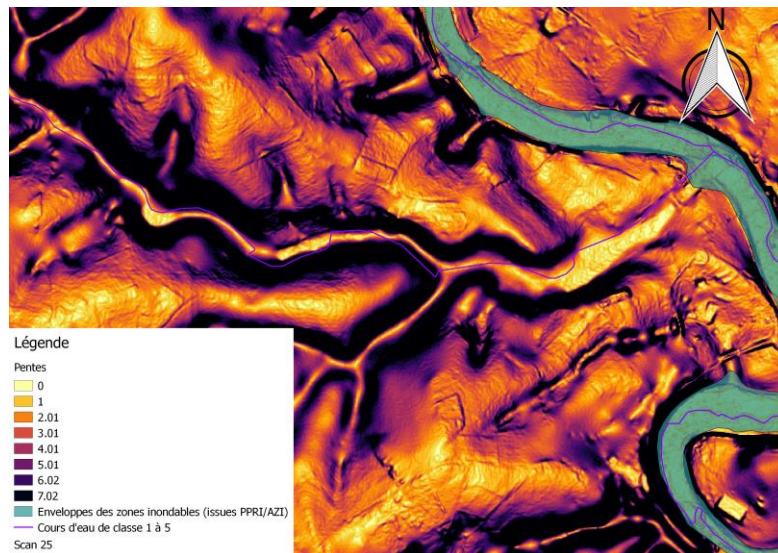 N
Légende
Pentes
0
1
2.01
3.01
4.01
5.01
6.02
7.02
Enveloppes des zones inondables (issues PPRI/AZI)
Cours d'eau de classe 1 à 5
Scan 25